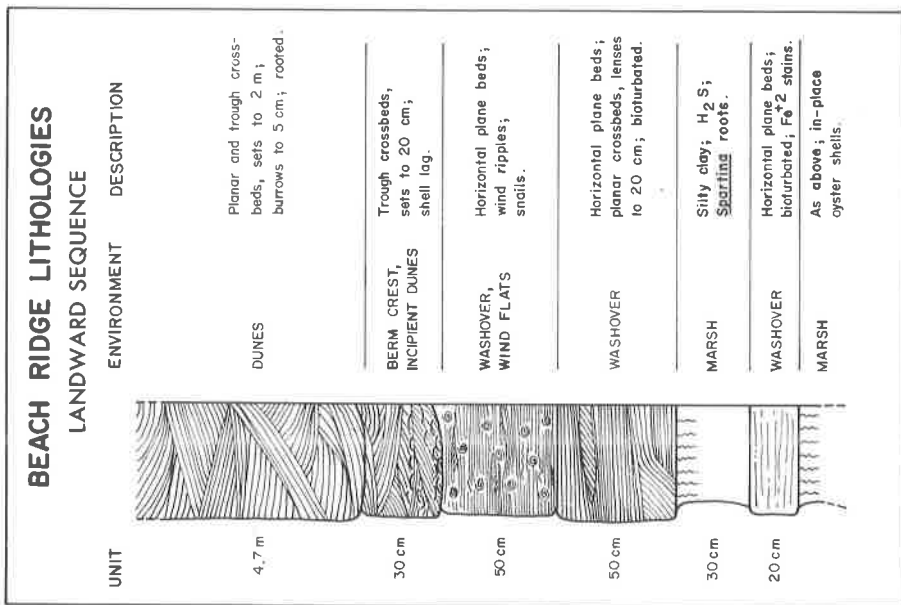 BEACH RIDGE LITHOLOGIES
LANDWARD SEQUENCE
UNIT
ENVIRONMENT
DESCRIPTION
4.7 m
DUNES
Planar and trough cross-
beds, sets to 2 m;
burrows to 5 cm; rooted.
30 cm
BERM CREST,
INCIPIENT DUNES
Trough crossbeds,
sets to 20 cm;
shell lag.
50 cm
WASHOVER,
WIND FLATS
Horizontal plane beds;
wind ripples;
snails.
50 cm
WASHOVER
Horizontal plane beds;
planar crossbeds, lenses
to 20 cm; bioturbated.
30 cm
MARSH
Silty clay; H2S;
Spartina roots.
20 cm
WASHOVER
Horizontal plane beds;
bioturbated; Fe+2 stains.
MARSH
As above; in-place
oyster shells.